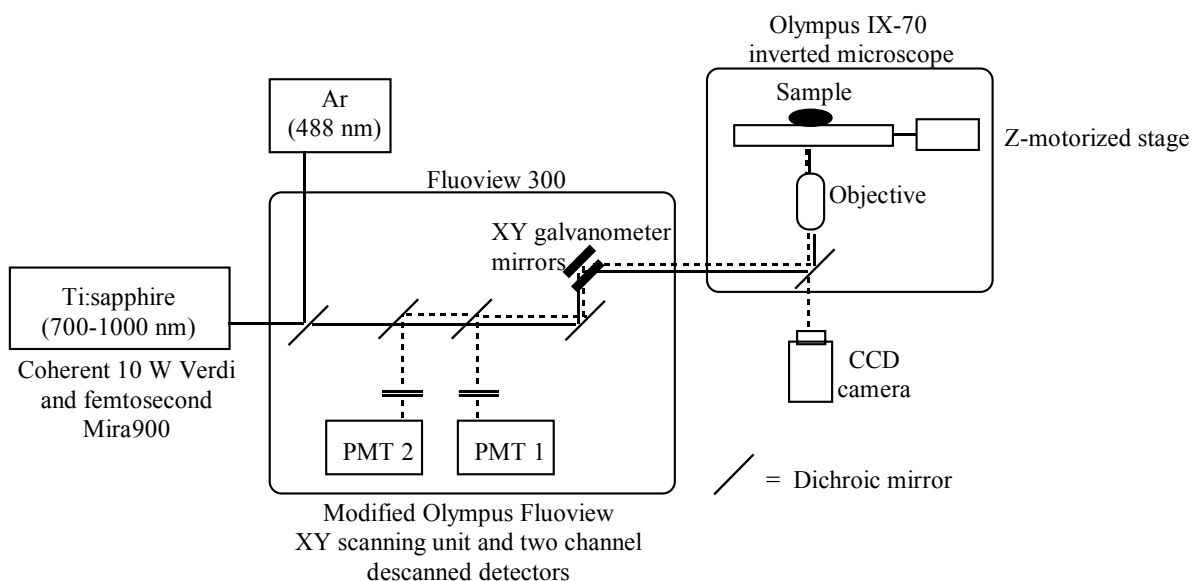 Olympus IX-70
inverted microscope
Sample
Z-motorized stage
Objective
Ar
(488 nm)
Fluoview 300
XY galvanometer
mirrors
Ti:sapphire
(700-1000 nm)
Coherent 10 W Verdi
and femtosecond
Mira900
CCD
camera
PMT 2
PMT 1
= Dichroic mirror
Modified Olympus Fluoview
XY scanning unit and two channel
descanned detectors